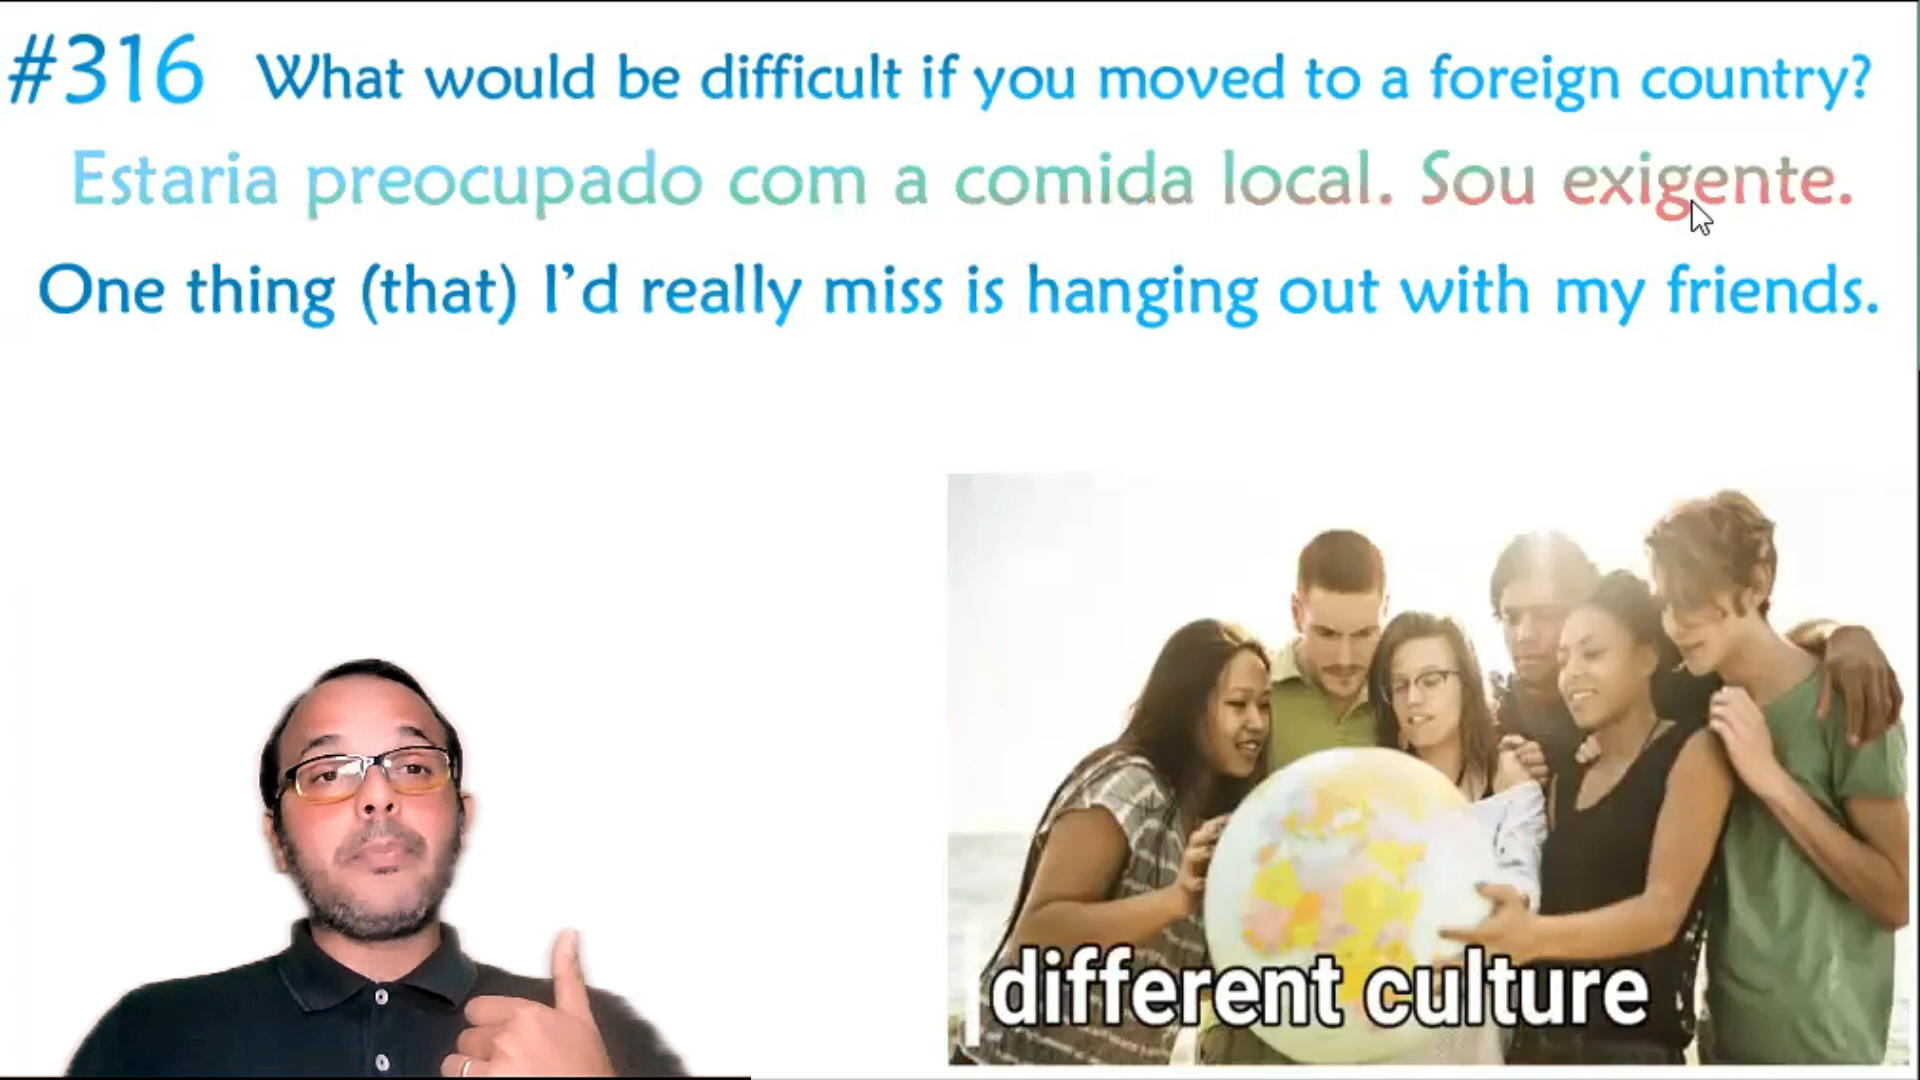 #316 What would be difficult if you moved to a foreign country?
Estaria preocupado com a comida local. Sou exigente.
One thing (that) I’d really miss is hanging out with my friends.
different culture